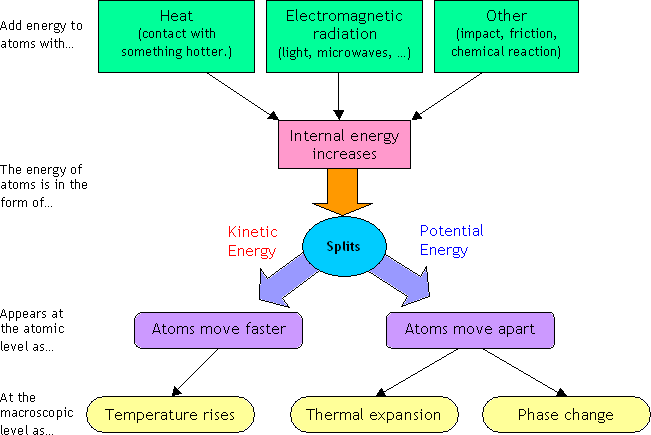 Add energy to
atoms with...
Heat
(contact with
something hotter.)
Electromagnetic
radiation
(light, microwaves, ...)
Other
(impact, friction,
chemical reaction)
Internal energy
increases
The energy of
atoms is in the
form of...
Kinetic
Energy
Splits
Potential
Energy
Appears at
the atomic
level as...
Atoms move faster
Atoms move apart
At the
macroscopic
level as...
Temperature rises
Thermal expansion
Phase change